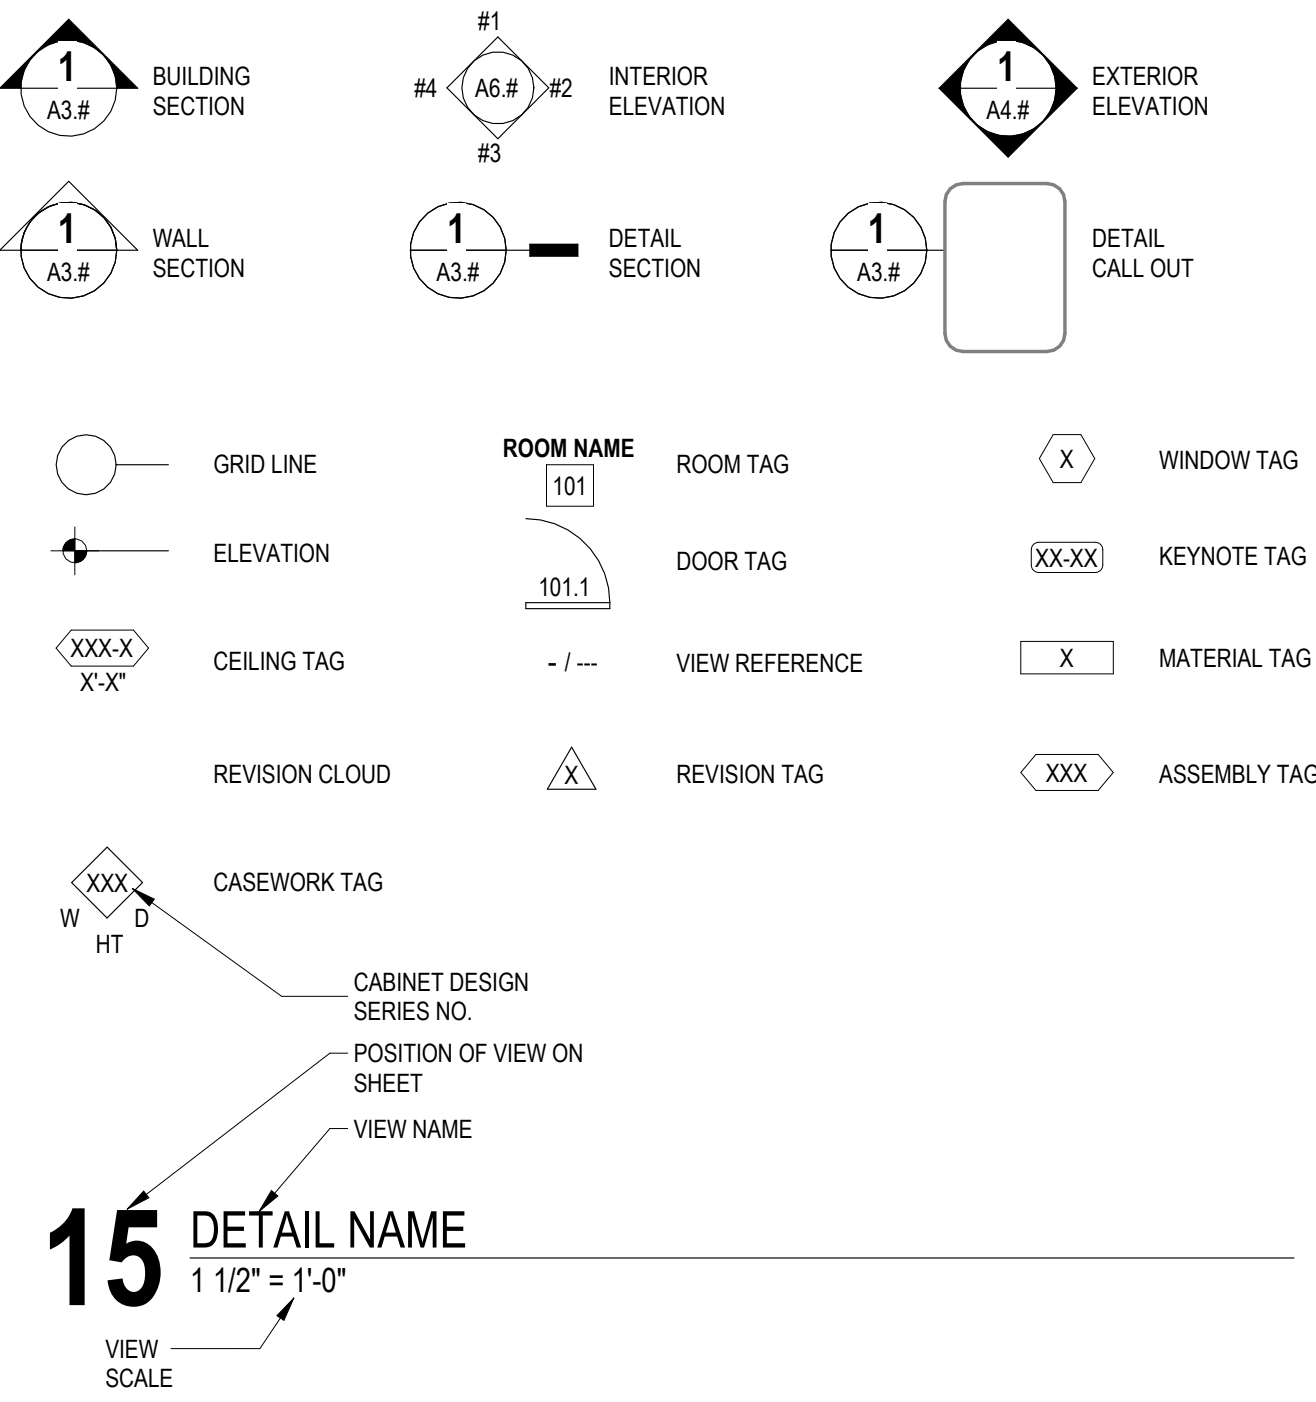 1
A3.#
BUILDING
SECTION
#1
#4
A6.#
#2
#3
INTERIOR
ELEVATION
1
A4.#
EXTERIOR
ELEVATION
1
A3.#
WALL
SECTION
1
A3.#
DETAIL
SECTION
1
A3.#
DETAIL
CALL OUT
GRID LINE
ROOM NAME
101
ROOM TAG
X
WINDOW TAG
ELEVATION
101.1
DOOR TAG
XX-XX
KEYNOTE TAG
XXX-X
X'-X"
CEILING TAG
- / ---
VIEW REFERENCE
X
MATERIAL TAG
REVISION CLOUD
X
REVISION TAG
XXX
ASSEMBLY TAG
XXX
W
D
HT
CASEWORK TAG
CABINET DESIGN
SERIES NO.
POSITION OF VIEW ON
SHEET
VIEW NAME
15
DETAIL NAME
1 1/2" = 1'-0"
VIEW
SCALE